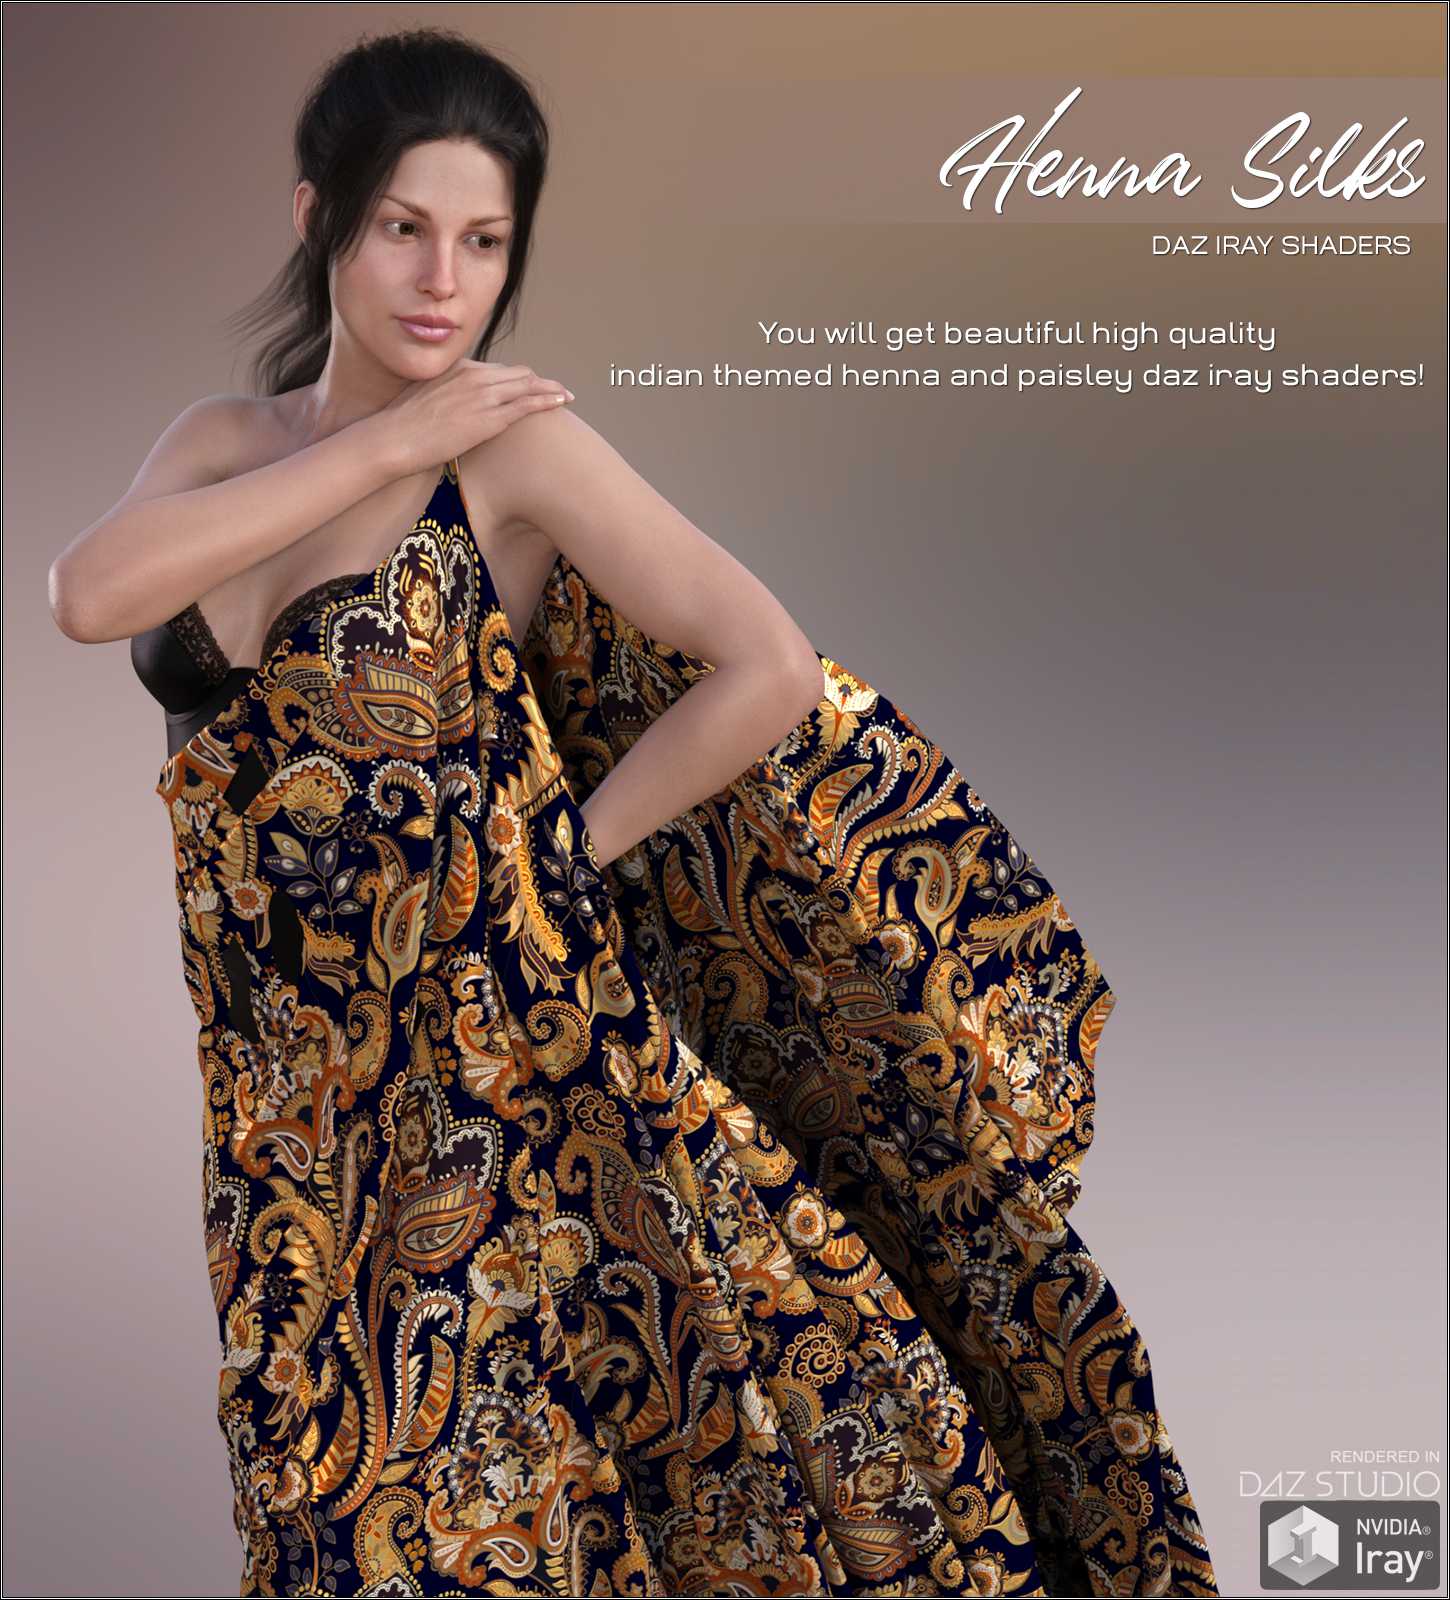 Henna Silks
DAZ IRAY SHADERS
You will get beautiful high quality
indian themed henna and paisley daz iray shaders!
RENDERED IN
DAZ STUDIO
NVIDIA®
Iray®